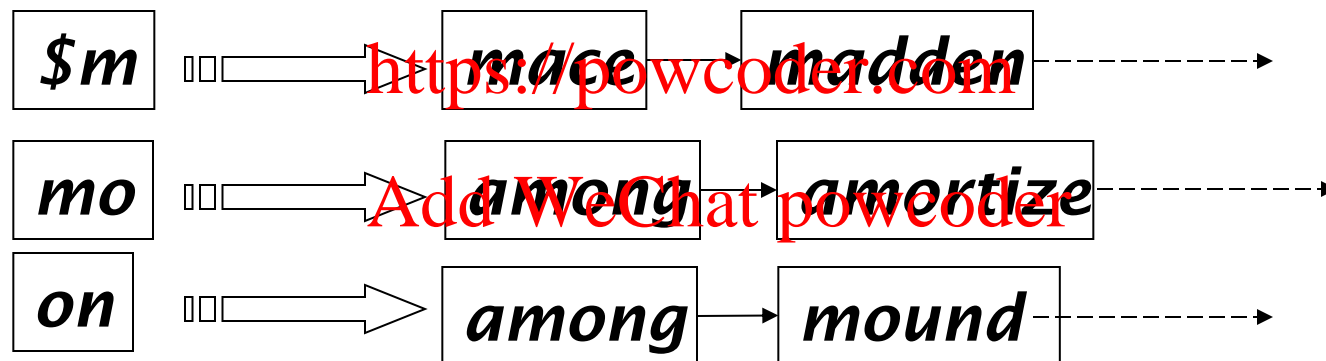 $m mace madden
https://powcoder.com
mo among amortize
Add WeChat powcoder
on among mound